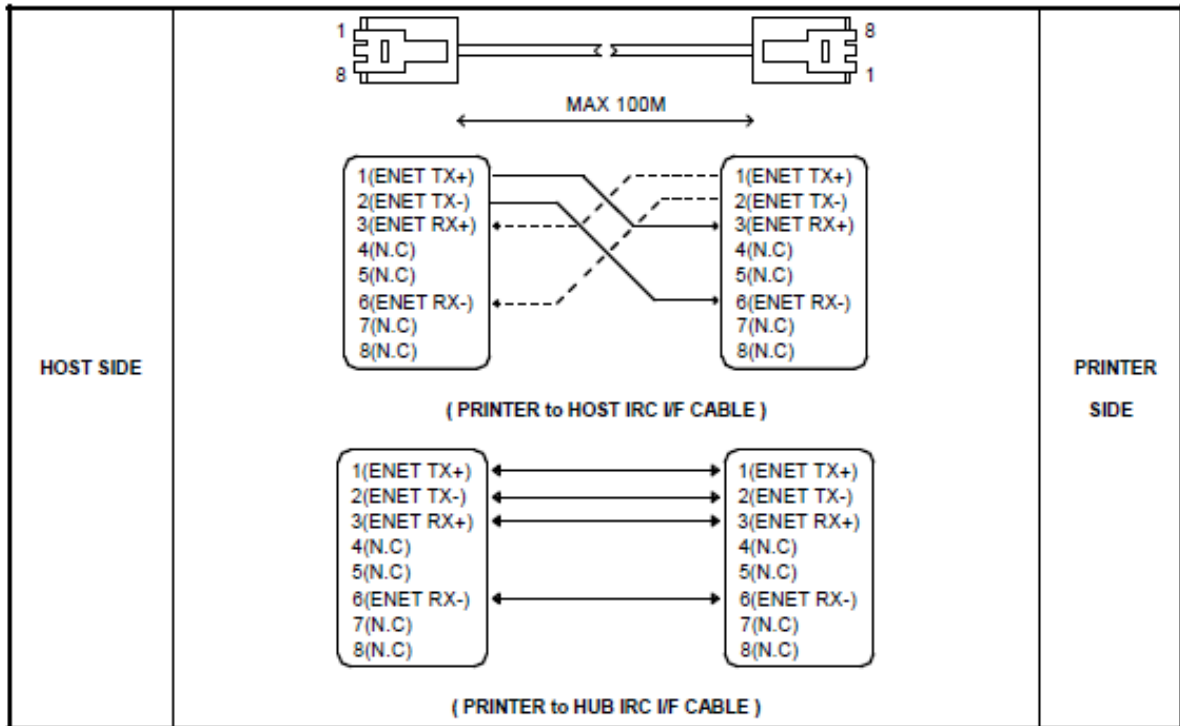 1 8
8 1
MAX 100M
1(ENET TX+) 1(ENET TX+)
2(ENET TX-) 2(ENET TX-)
3(ENET RX+) 3(ENET RX+)
4(N.C) 4(N.C)
5(N.C) 5(N.C)
6(ENET RX-) 6(ENET RX-)
7(N.C) 7(N.C)
8(N.C) 8(N.C)
HOST SIDE
PRINTER
SIDE
( PRINTER to HOST IRC I/F CABLE )
1(ENET TX+) 1(ENET TX+)
2(ENET TX-) 2(ENET TX-)
3(ENET RX+) 3(ENET RX+)
4(N.C) 4(N.C)
5(N.C) 5(N.C)
6(ENET RX-) 6(ENET RX-)
7(N.C) 7(N.C)
8(N.C) 8(N.C)
( PRINTER to HUB IRC I/F CABLE )